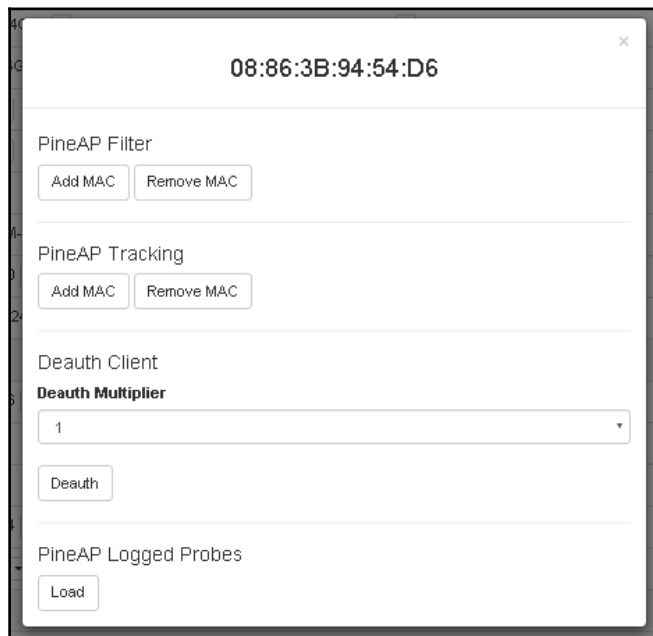 ×
08:86:3B:94:54:D6
PineAP Filter
Add MAC Remove MAC
PineAP Tracking
Add MAC Remove MAC
Deauth Client
Deauth Multiplier
1
Deauth
PineAP Logged Probes
Load